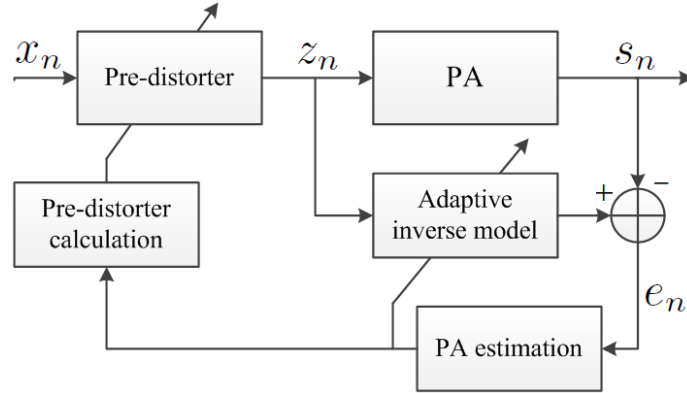 x_n
Pre-distorter
z_n
PA
s_n
Pre-distorter
calculation
Adaptive
inverse model
+
−
e_n
PA estimation